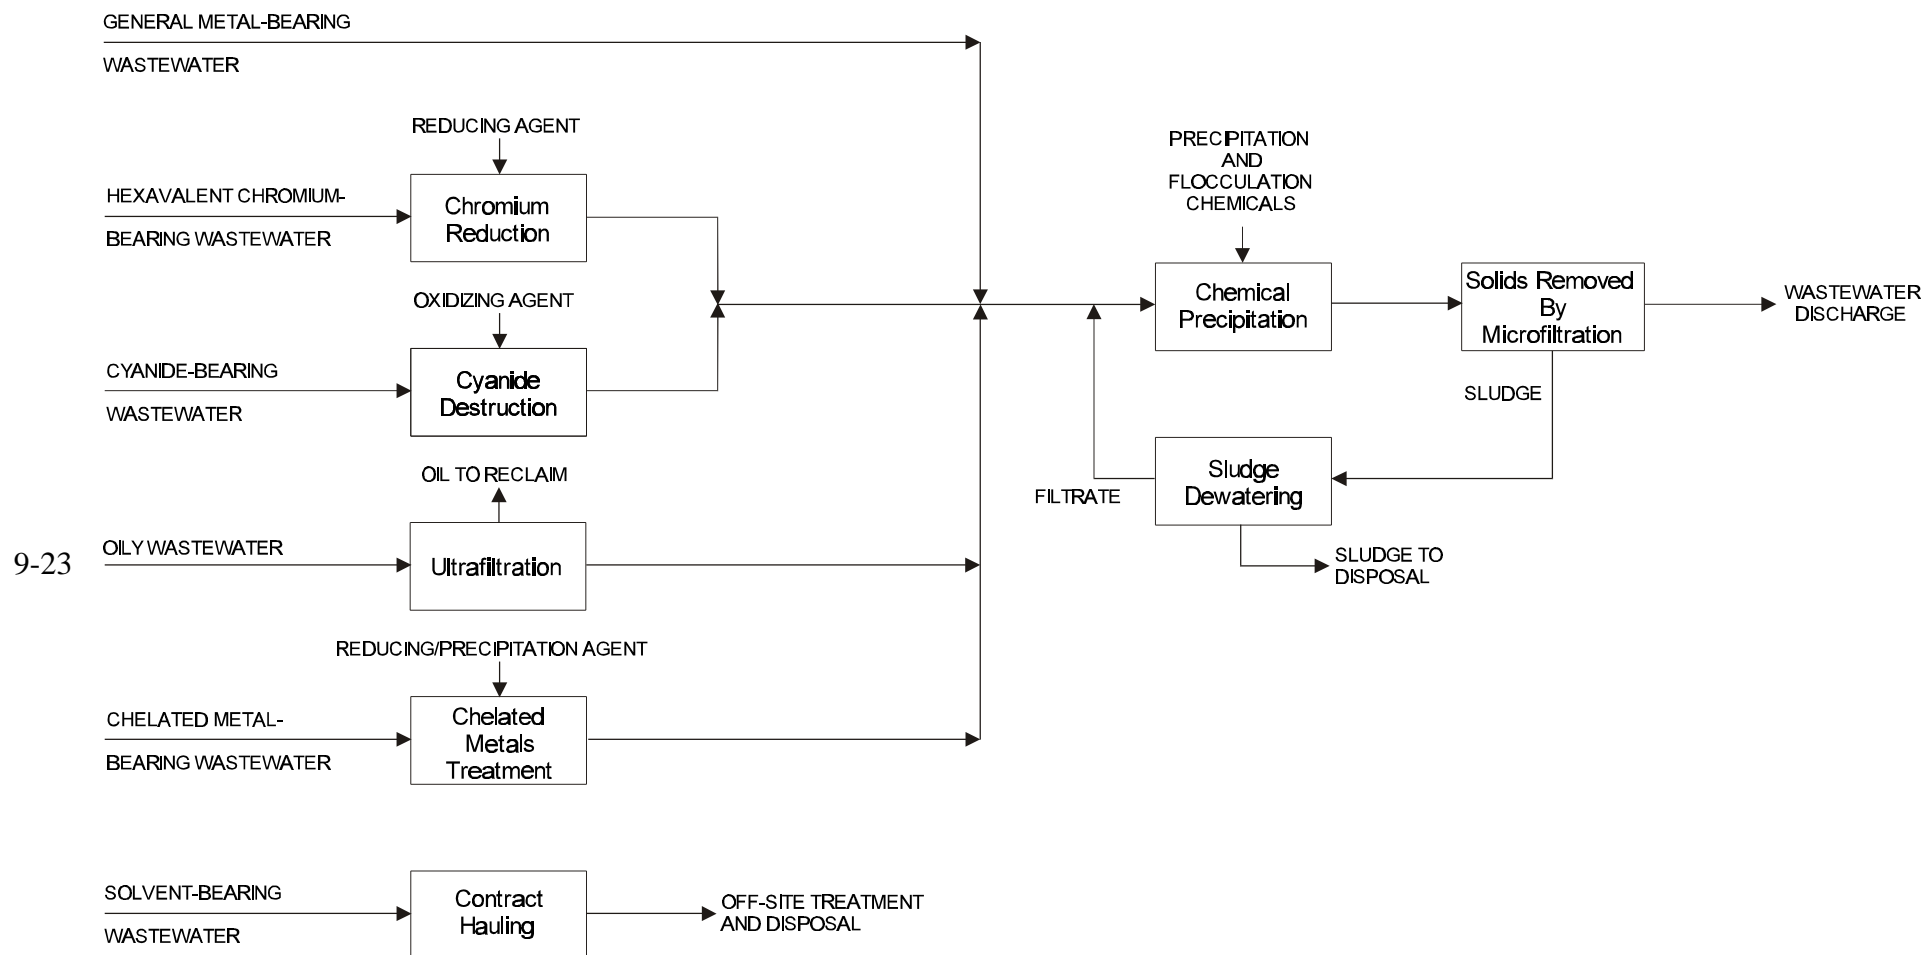 GENERAL METAL-BEARING
WASTEWATER
REDUCING AGENT
HEXAVALENT CHROMIUM-
BEARING WASTEWATER
Chromium
Reduction
OXIDIZING AGENT
CYANIDE-BEARING
WASTEWATER
Cyanide
Destruction
OIL TO RECLAIM
9-23
OILY WASTEWATER
Ultrafiltration
REDUCING/PRECIPITATION AGENT
CHELATED METAL-
BEARING WASTEWATER
Chelated
Metals
Treatment
SOLVENT-BEARING
WASTEWATER
Contract
Hauling
OFF-SITE TREATMENT
AND DISPOSAL
PRECIPITATION
AND
FLOCCULATION
CHEMICALS
Chemical
Precipitation
Solids Removed
By
Microfiltration
WASTEWATER
DISCHARGE
SLUDGE
Sludge
Dewatering
FILTRATE
SLUDGE TO
DISPOSAL